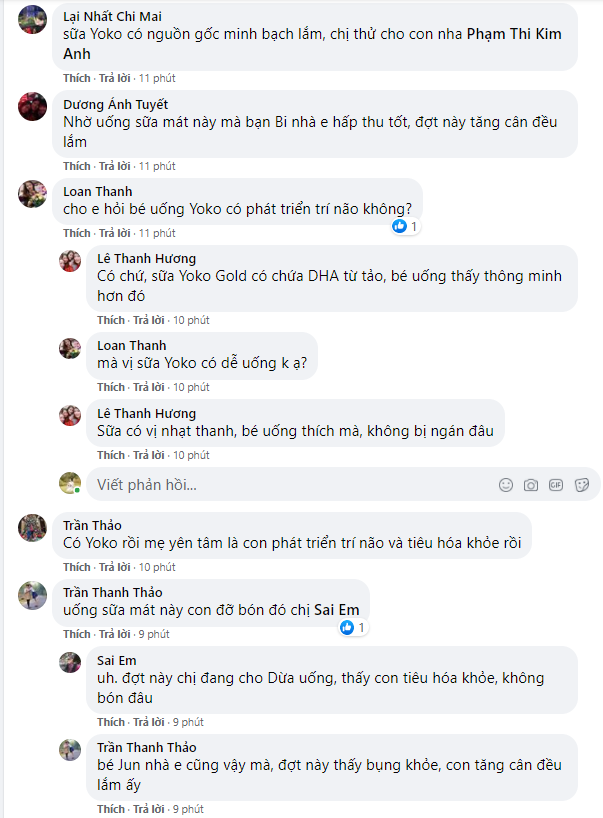 Lại Nhất Chi Mai
sữa Yoko có nguồn gốc minh bạch lắm, chị thử cho con nha Phạm Thi Kim
Anh
Thích · Trả lời · 11 phút
Dương Ánh Tuyết
Nhờ uống sữa mát này mà bạn Bi nhà e hấp thu tốt, đợt này tăng cân đều
lắm
Thích · Trả lời · 11 phút
Loan Thanh
cho e hỏi bé uống Yoko có phát triển trí não không?
1
Thích · Trả lời · 11 phút
Lê Thanh Hương
Có chứ, sữa Yoko Gold có chứa DHA từ tảo, bé uống thấy thông minh
hơn đó
Thích · Trả lời · 10 phút
Loan Thanh
mà vị sữa Yoko có dễ uống k ạ?
Thích · Trả lời · 10 phút
Lê Thanh Hương
Sữa có vị nhạt thanh, bé uống thích mà, không bị ngán đâu
Thích · Trả lời · 10 phút
Viết phản hồi...
GIF
Trần Thảo
Có Yoko rồi mẹ yên tâm là con phát triển trí não và tiêu hóa khỏe rồi
Thích · Trả lời · 10 phút
Trần Thanh Thảo
uống sữa mát này con đỡ bón đó chị Sai Em
1
Thích · Trả lời · 9 phút
Sai Em
uh. đợt này chị đang cho Dừa uống, thấy con tiêu hóa khỏe, không
bón đâu
Thích · Trả lời · 9 phút
Trần Thanh Thảo
bé Jun nhà e cũng vậy mà, đợt này thấy bụng khỏe, con tăng cân đều
lắm ấy
Thích · Trả lời · 9 phút